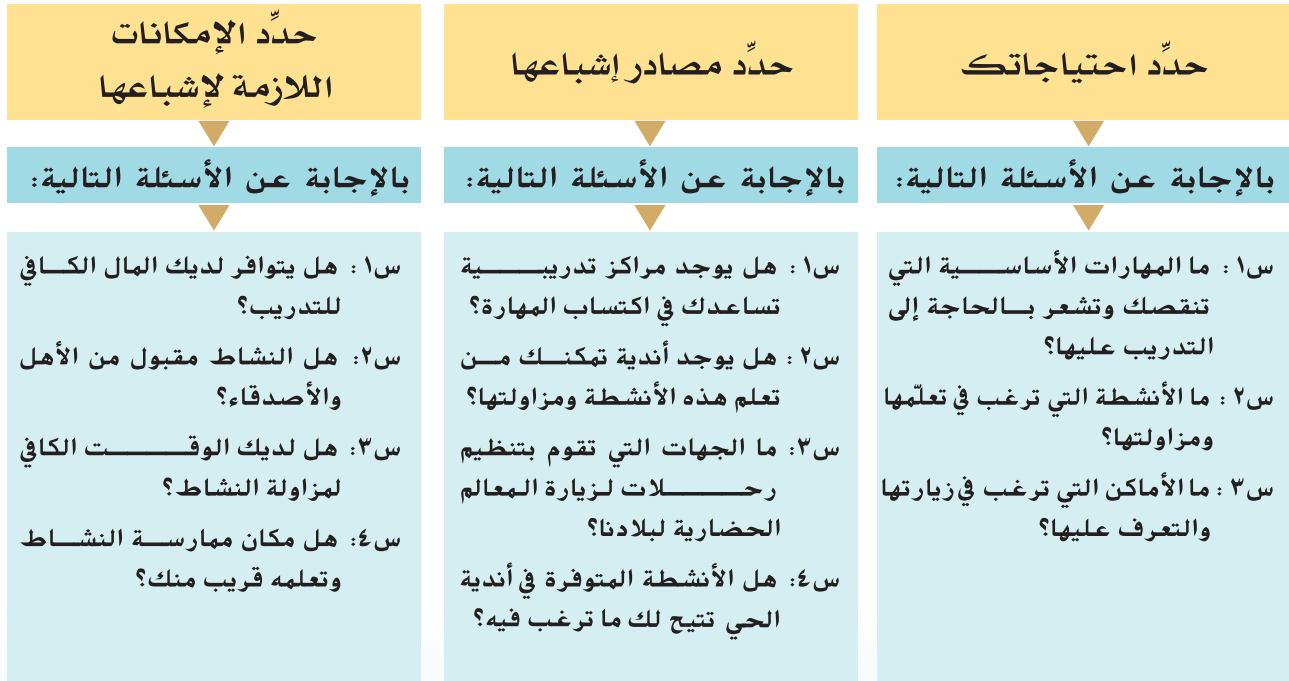 حدِّد احتياجاتك
بالإجابة عن الأسئلة التالية:
س١: ما المهارات الأساسية التي
تنقصك وتشعر بالحاجة إلى
التدريب عليها؟
س٢: ما الأنشطة التي ترغب في تعلّمها
ومزاولتها؟
س٣: ما الأماكن التي ترغب في زيارتها
والتعرف عليها؟
حدِّد مصادر إشباعها
بالإجابة عن الأسئلة التالية:
س١: هل يوجد مراكز تدريبية
تساعدك في اكتساب المهارة؟
س٢: هل يوجد أندية تمكنك من
تعلم هذه الأنشطة ومزاولتها؟
س٣: ما الجهات التي تقوم بتنظيم
رحلات لزيارة المعالم
الحضارية لبلادنا؟
س٤: هل الأنشطة المتوفرة في أندية
الحي تتيح لك ما ترغب فيه؟
حدِّد الإمكانات
اللازمة لإشباعها
بالإجابة عن الأسئلة التالية:
س١: هل يتوافر لديك المال الكافي
للتدريب؟
س٢: هل النشاط مقبول من الأهل
والأصدقاء؟
س٣: هل لديك الوقت الكافي
لمزاولة النشاط؟
س٤: هل مكان ممارسة النشاط
وتعلمه قريب منك؟